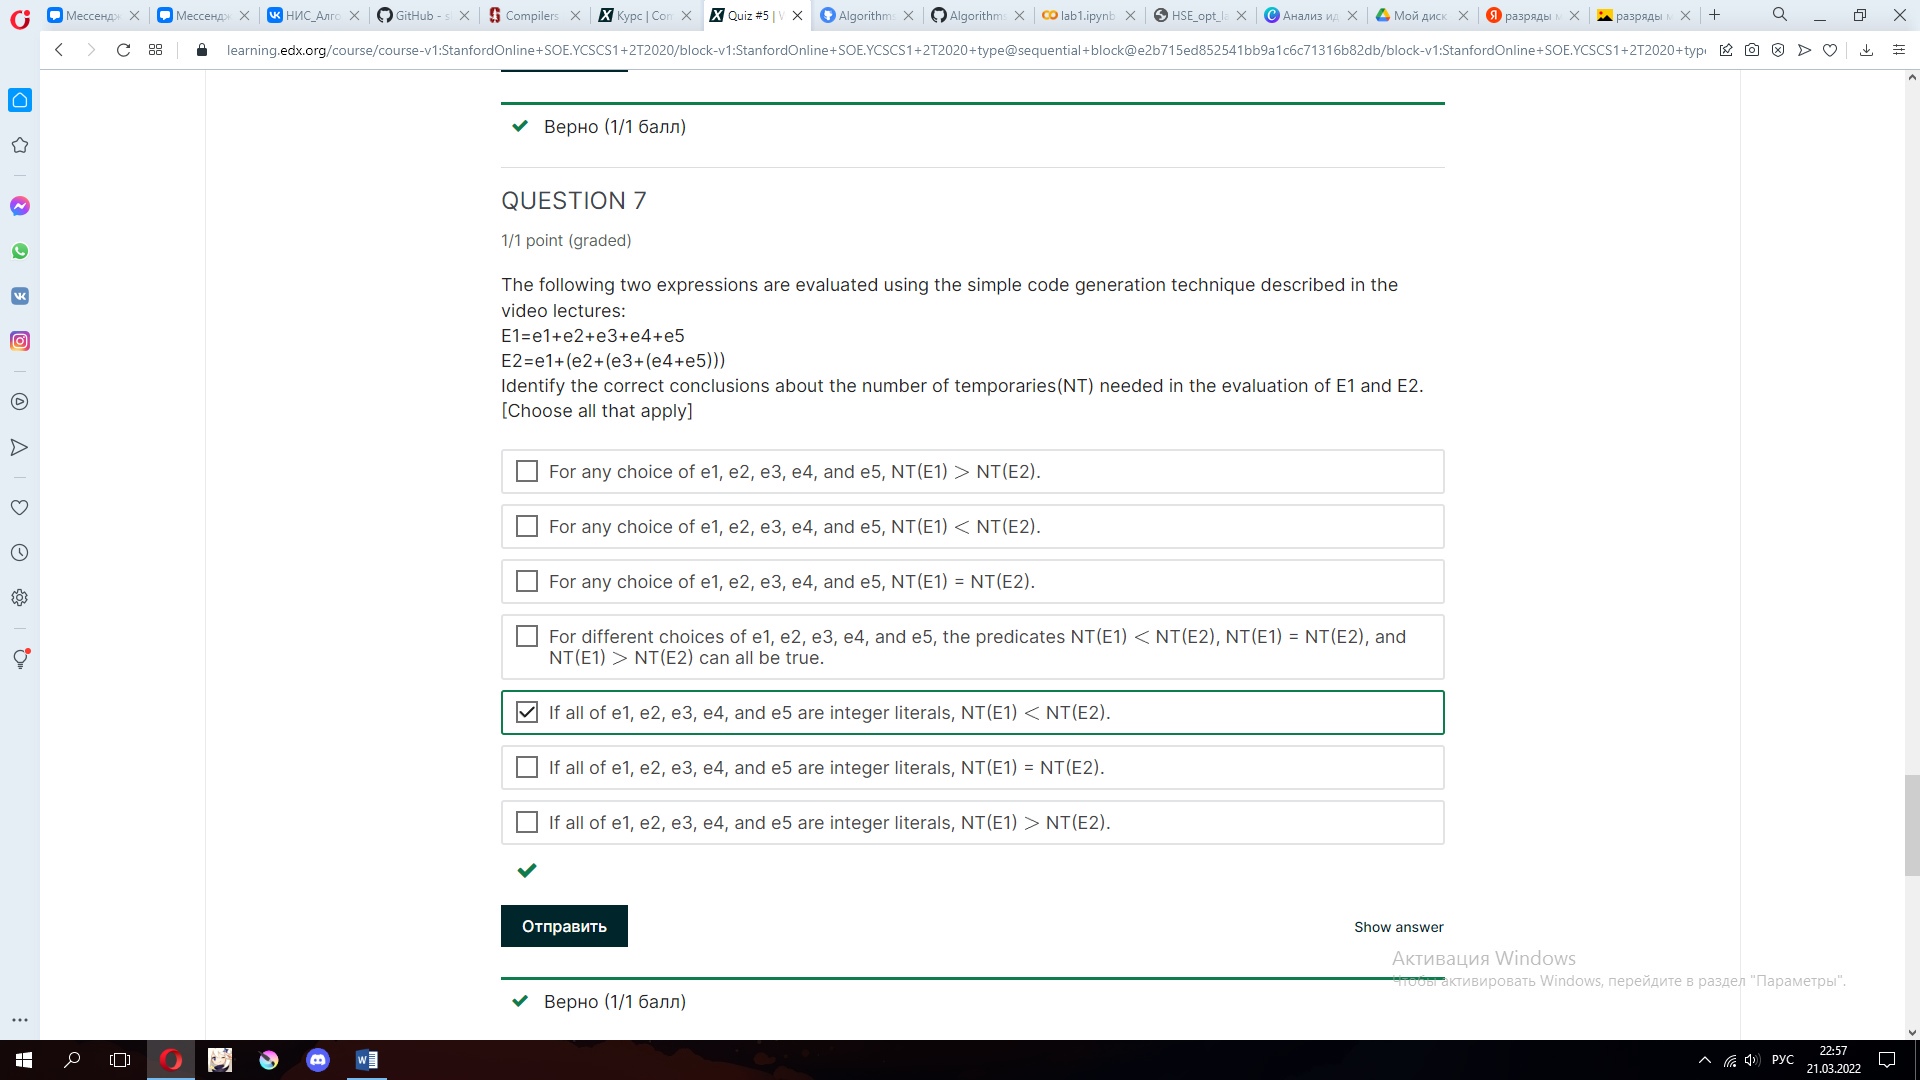 Мессендж
Мессендж
НИС_Алго
GitHub - s
Compilers
Курс | Con
Quiz #5 | W
Algorithms
Algorithms
lab1.ipynb
HSE_opt_la
Анализ ид
Мой диск
разряды м
разряды м
learning.edx.org/course/course-v1:StanfordOnline+SOE.YCSCS1+2T2020/block-v1:StanfordOnline+SOE.YCSCS1+2T2020+type@sequential+block@e2b715ed852541bb9a1c6c71316b82db/block-v1:StanfordOnline+SOE.YCSCS1+2T2020+typ
Верно (1/1 балл)
QUESTION 7
1/1 point (graded)
The following two expressions are evaluated using the simple code generation technique described in the
video lectures:
E1=e1+e2+e3+e4+e5
E2=e1+(e2+(e3+(e4+e5)))
Identify the correct conclusions about the number of temporaries(NT) needed in the evaluation of E1 and E2.
[Choose all that apply]
For any choice of e1, e2, e3, e4, and e5, NT(E1) > NT(E2).
For any choice of e1, e2, e3, e4, and e5, NT(E1) < NT(E2).
For any choice of e1, e2, e3, e4, and e5, NT(E1) = NT(E2).
For different choices of e1, e2, e3, e4, and e5, the predicates NT(E1) < NT(E2), NT(E1) = NT(E2), and
NT(E1) > NT(E2) can all be true.
If all of e1, e2, e3, e4, and e5 are integer literals, NT(E1) < NT(E2).
If all of e1, e2, e3, e4, and e5 are integer literals, NT(E1) = NT(E2).
If all of e1, e2, e3, e4, and e5 are integer literals, NT(E1) > NT(E2).
Отправить
Show answer
Активация Windows
Чтобы активировать Windows, перейдите в раздел "Параметры".
Верно (1/1 балл)
РУС
22:57
21.03.2022